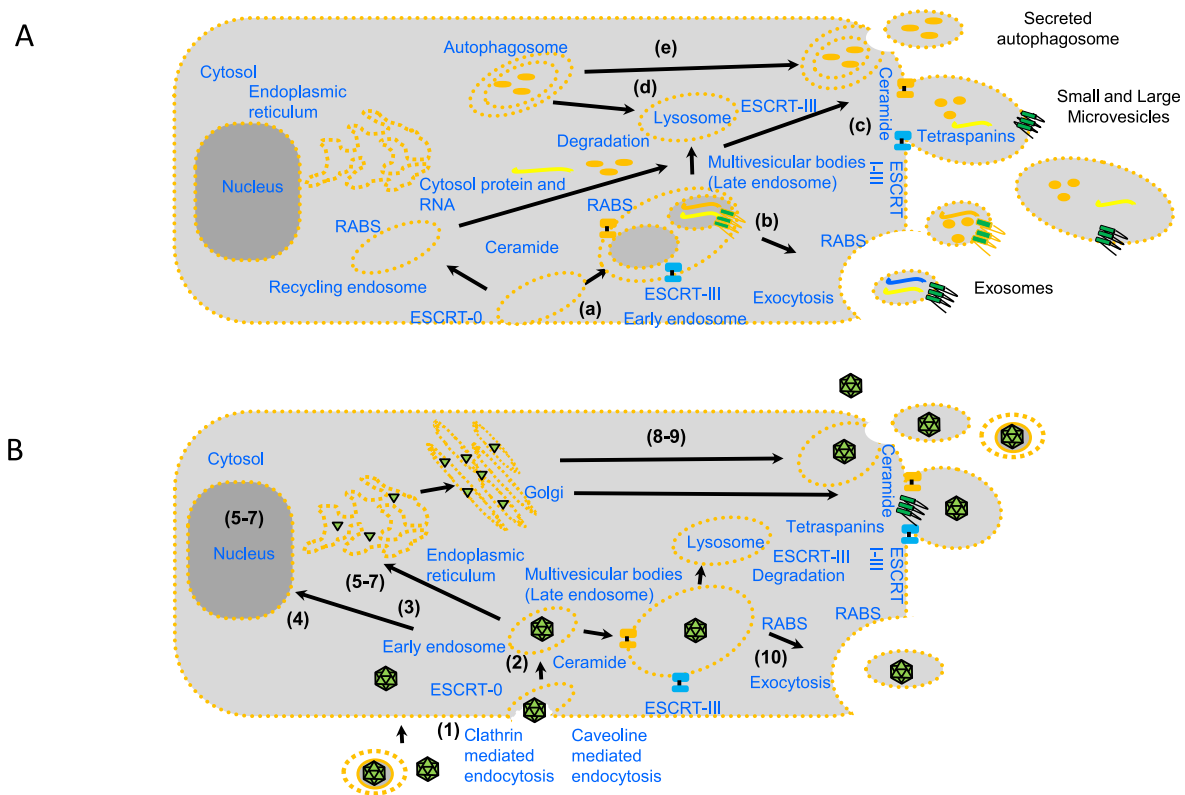 A
Secreted
autophagosome
(e)
Autophagosome
Cytosol
Endoplasmic
reticulum
(d)
ESCRT-III
Ceramide
Small and Large
Microvesicles
Lysosome
(c)
Tetraspanins
Degradation
Multivesicular bodies
(Late endosome)
I-III
ESCRT
Nucleus
Cytosol protein and
RNA
RABS
RABS
(b)
RABS
Ceramide
Recycling endosome
ESCRT-III
Exocytosis
Exosomes
(a)
ESCRT-0
Early endosome
B
(8-9)
Cytosol
Ceramide
Golgi
(5-7)
Tetraspanins
Nucleus
Endoplasmic
reticulum
Lysosome
ESCRT-III
Degradation
I-III
ESCRT
(5-7)
Multivesicular bodies
(Late endosome)
(3)
(4)
RABS
RABS
Early endosome
(2)
Ceramide
(10)
ESCRT-0
Exocytosis
ESCRT-III
(1)
Clathrin
mediated
endocytosis
Caveoline
mediated
endocytosis